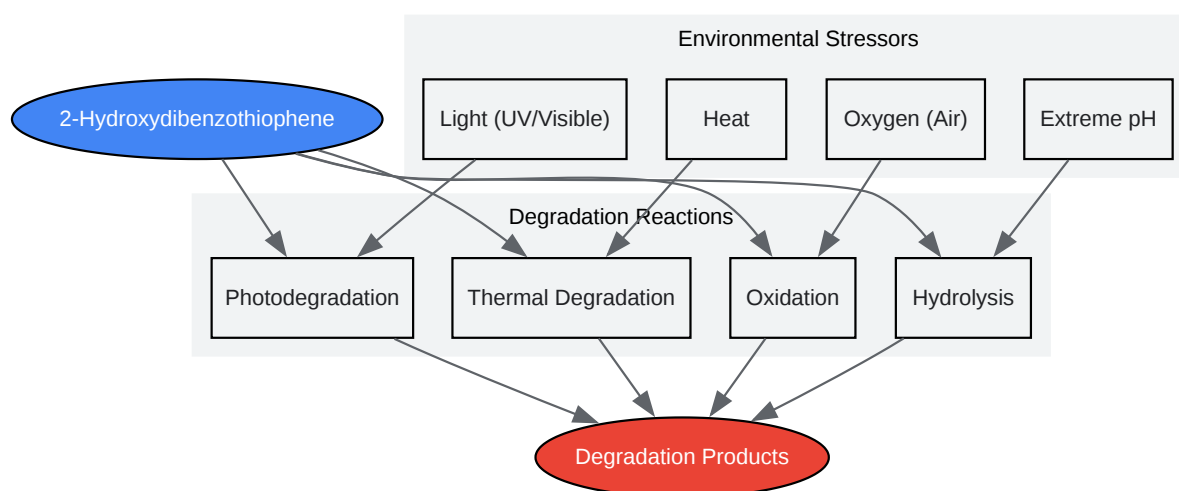 Environmental Stressors
2-Hydroxydibenzothiophene
Light (UV/Visible)
Heat
Oxygen (Air)
Extreme pH
Degradation Reactions
Photodegradation
Thermal Degradation
Oxidation
Hydrolysis
Degradation Products